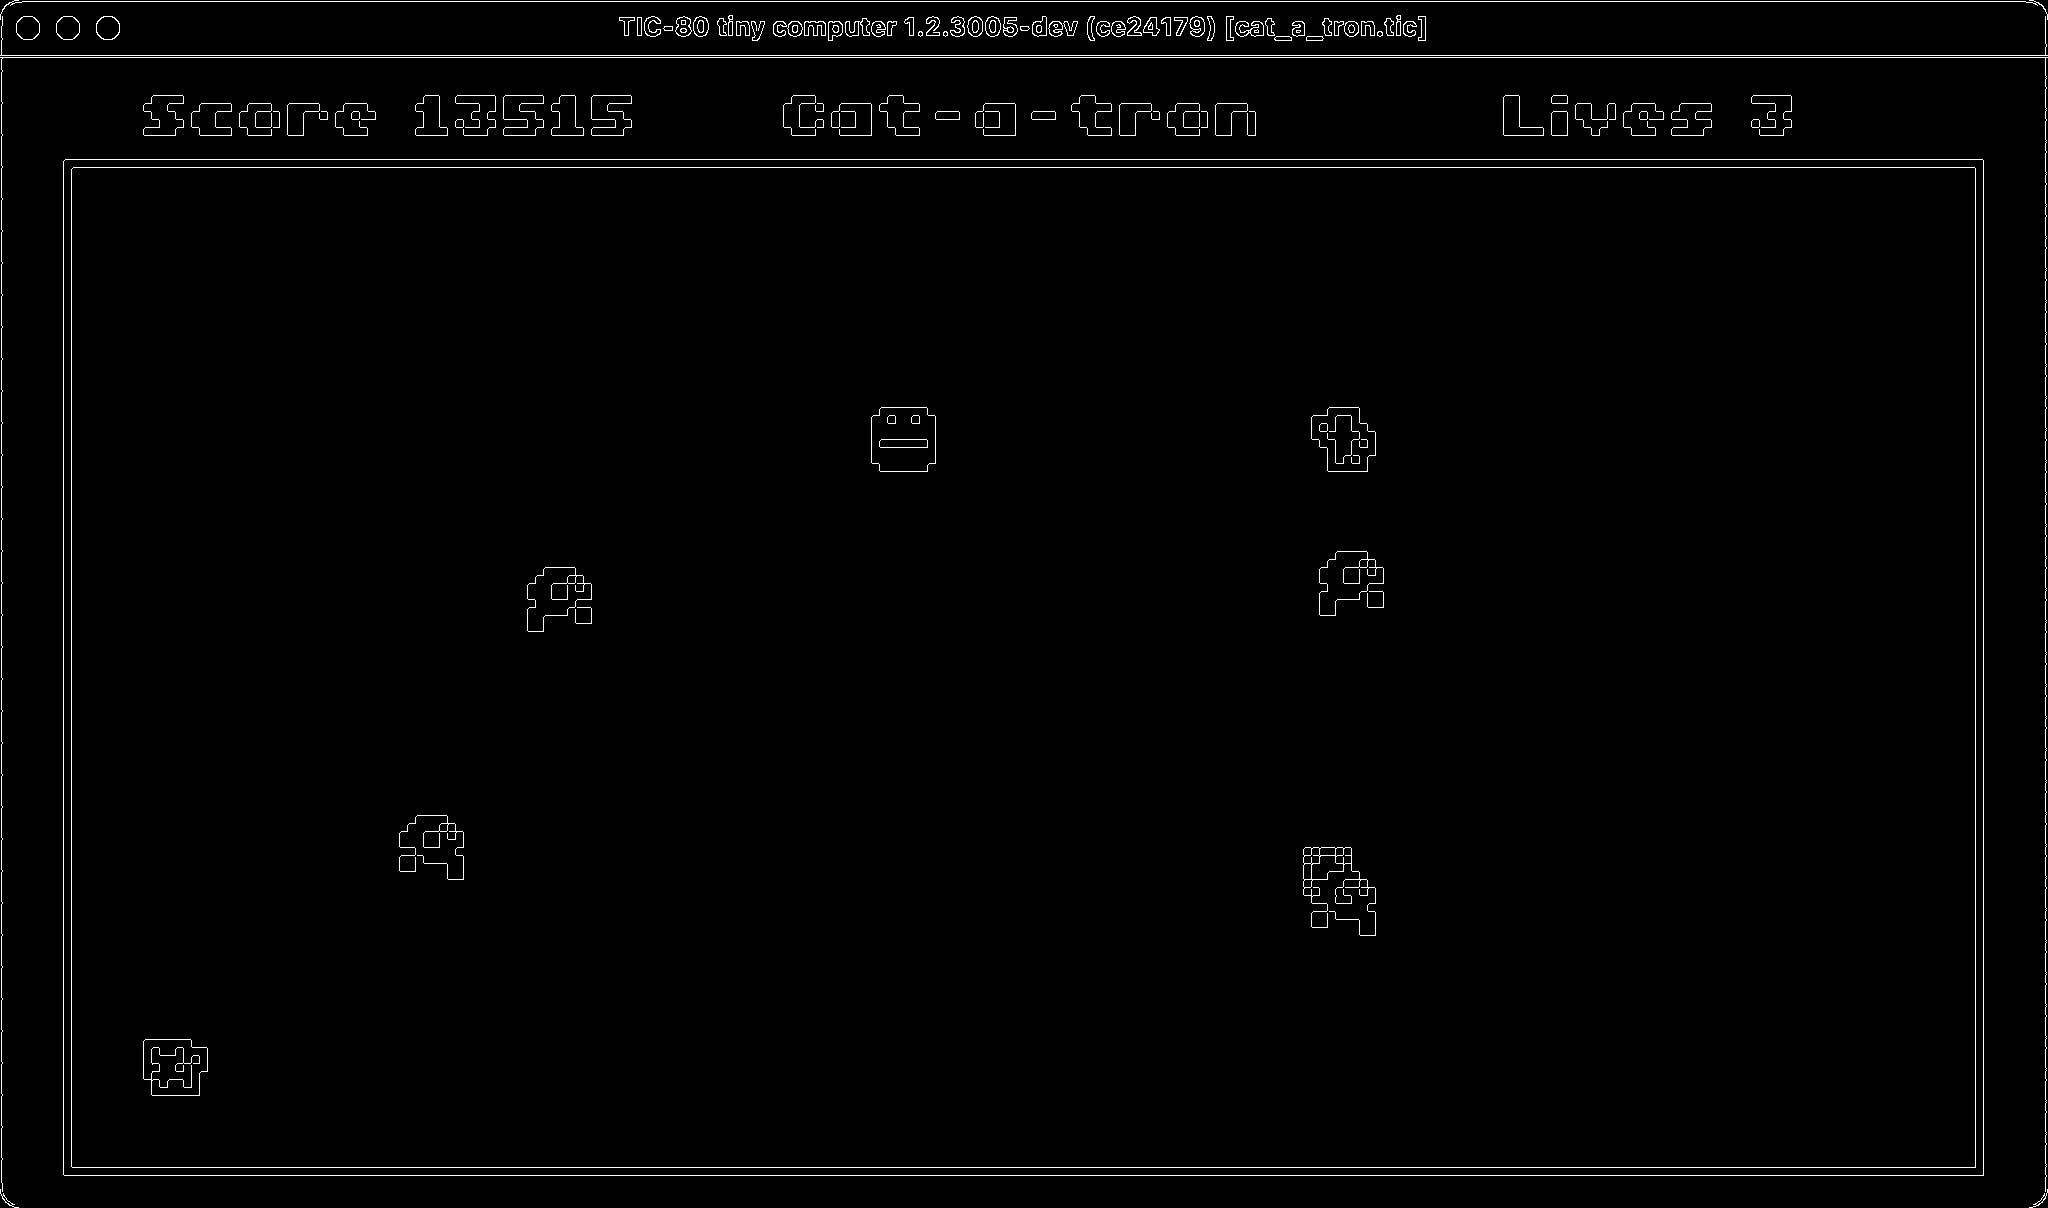 TIC-80 tiny computer 1.2.3005-dev (ce24179) [cat_a_tron.tic]
Score 13515 Cat-a-tron Lives 3